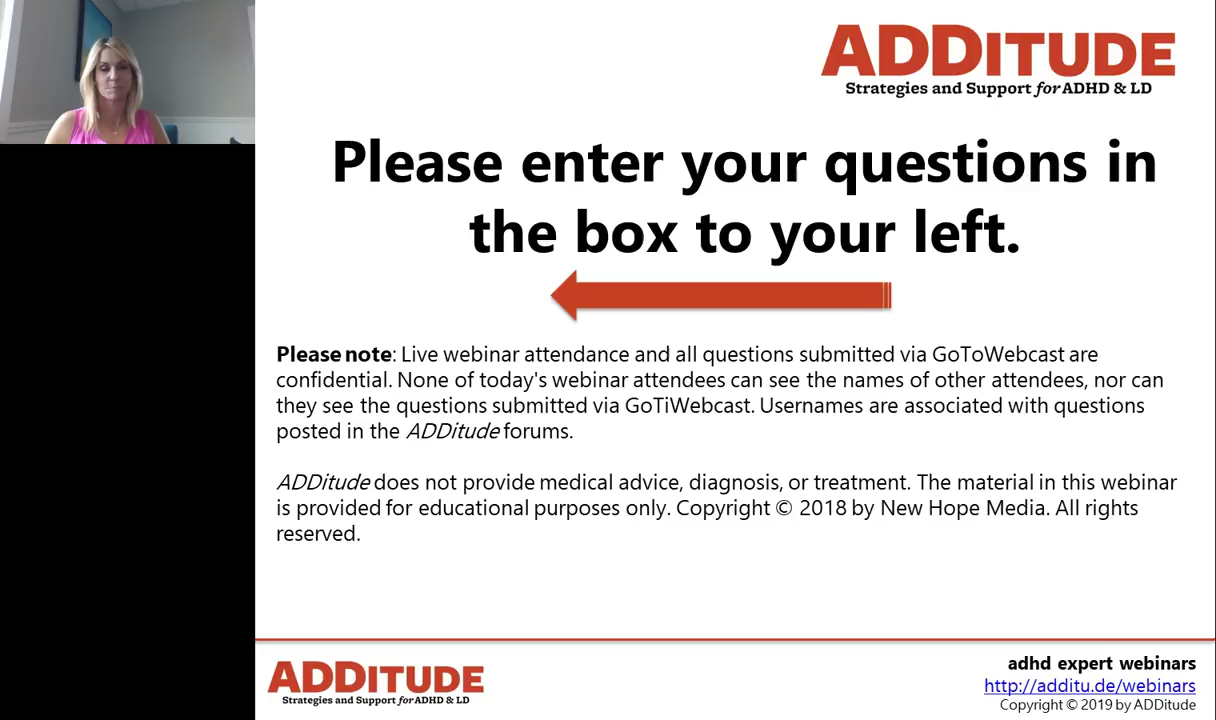 ADDITUDE
Strategies and Support for ADHD & LD
Please enter your questions in
the box to your left.
Please note: Live webinar attendance and all questions submitted via GoToWebcast are
confidential. None of today's webinar attendees can see the names of other attendees, nor can
they see the questions submitted via GoTiWebcast. Usernames are associated with questions
posted in the ADDitude forums.
ADDitude does not provide medical advice, diagnosis, or treatment. The material in this webinar
is provided for educational purposes only. Copyright © 2018 by New Hope Media. All rights
reserved.
ADDITUDE
Strategies and Support for ADHD & LD
adhd expert webinars
http://additu.de/webinars
Copyright © 2019 by ADDitude